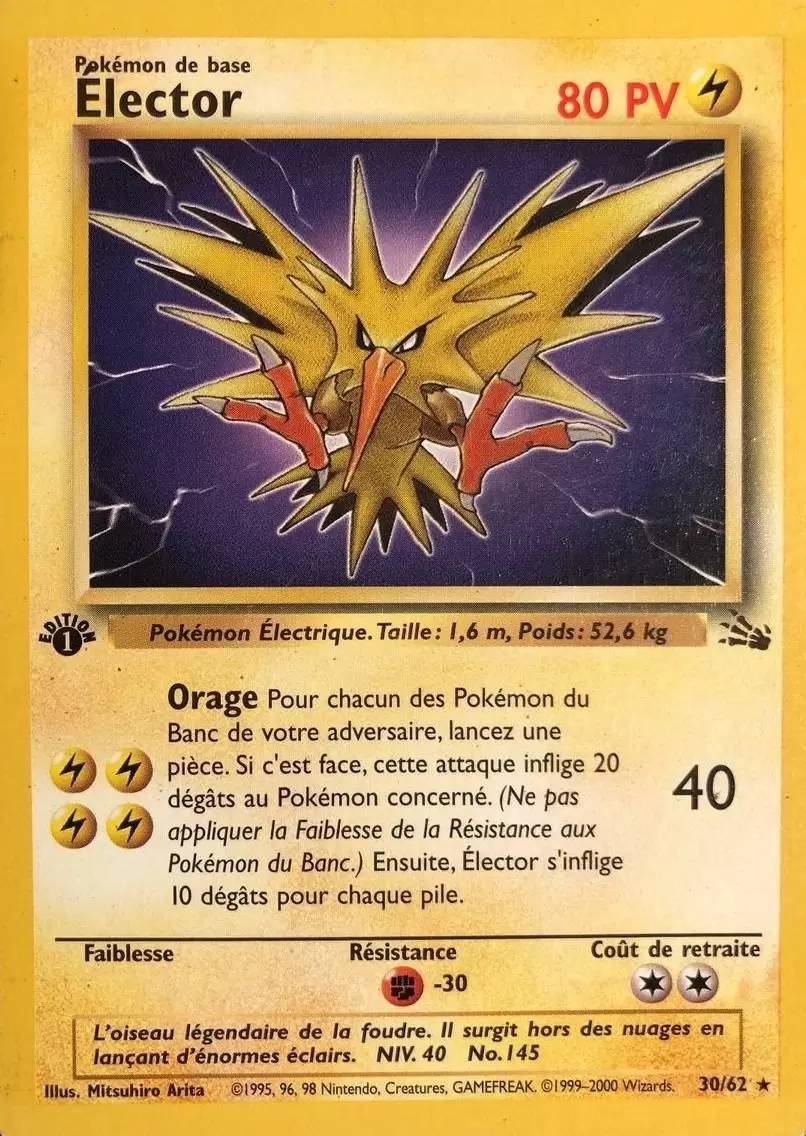 Pokémon de base
Élector
80 PV
EDITION
1
Pokémon Électrique. Taille: 1,6 m, Poids: 52,6 kg
Orage Pour chacun des Pokémon du
Banc de votre adversaire, lancez une
pièce. Si c'est face, cette attaque inflige 20
dégâts au Pokémon concerné. (Ne pas
appliquer la Faiblesse de la Résistance aux
Pokémon du Banc.) Ensuite, Élector s'inflige
10 dégâts pour chaque pile.
40
Faiblesse
Résistance
Coût de retraite
-30
L'oiseau légendaire de la foudre. Il surgit hors des nuages en
lançant d'énormes éclairs. NIV. 40 No. 145
Illus. Mitsuhiro Arita ©1995, 96, 98 Nintendo, Creatures, GAMEFREAK. ©1999–2000 Wizards. 30/62 ★